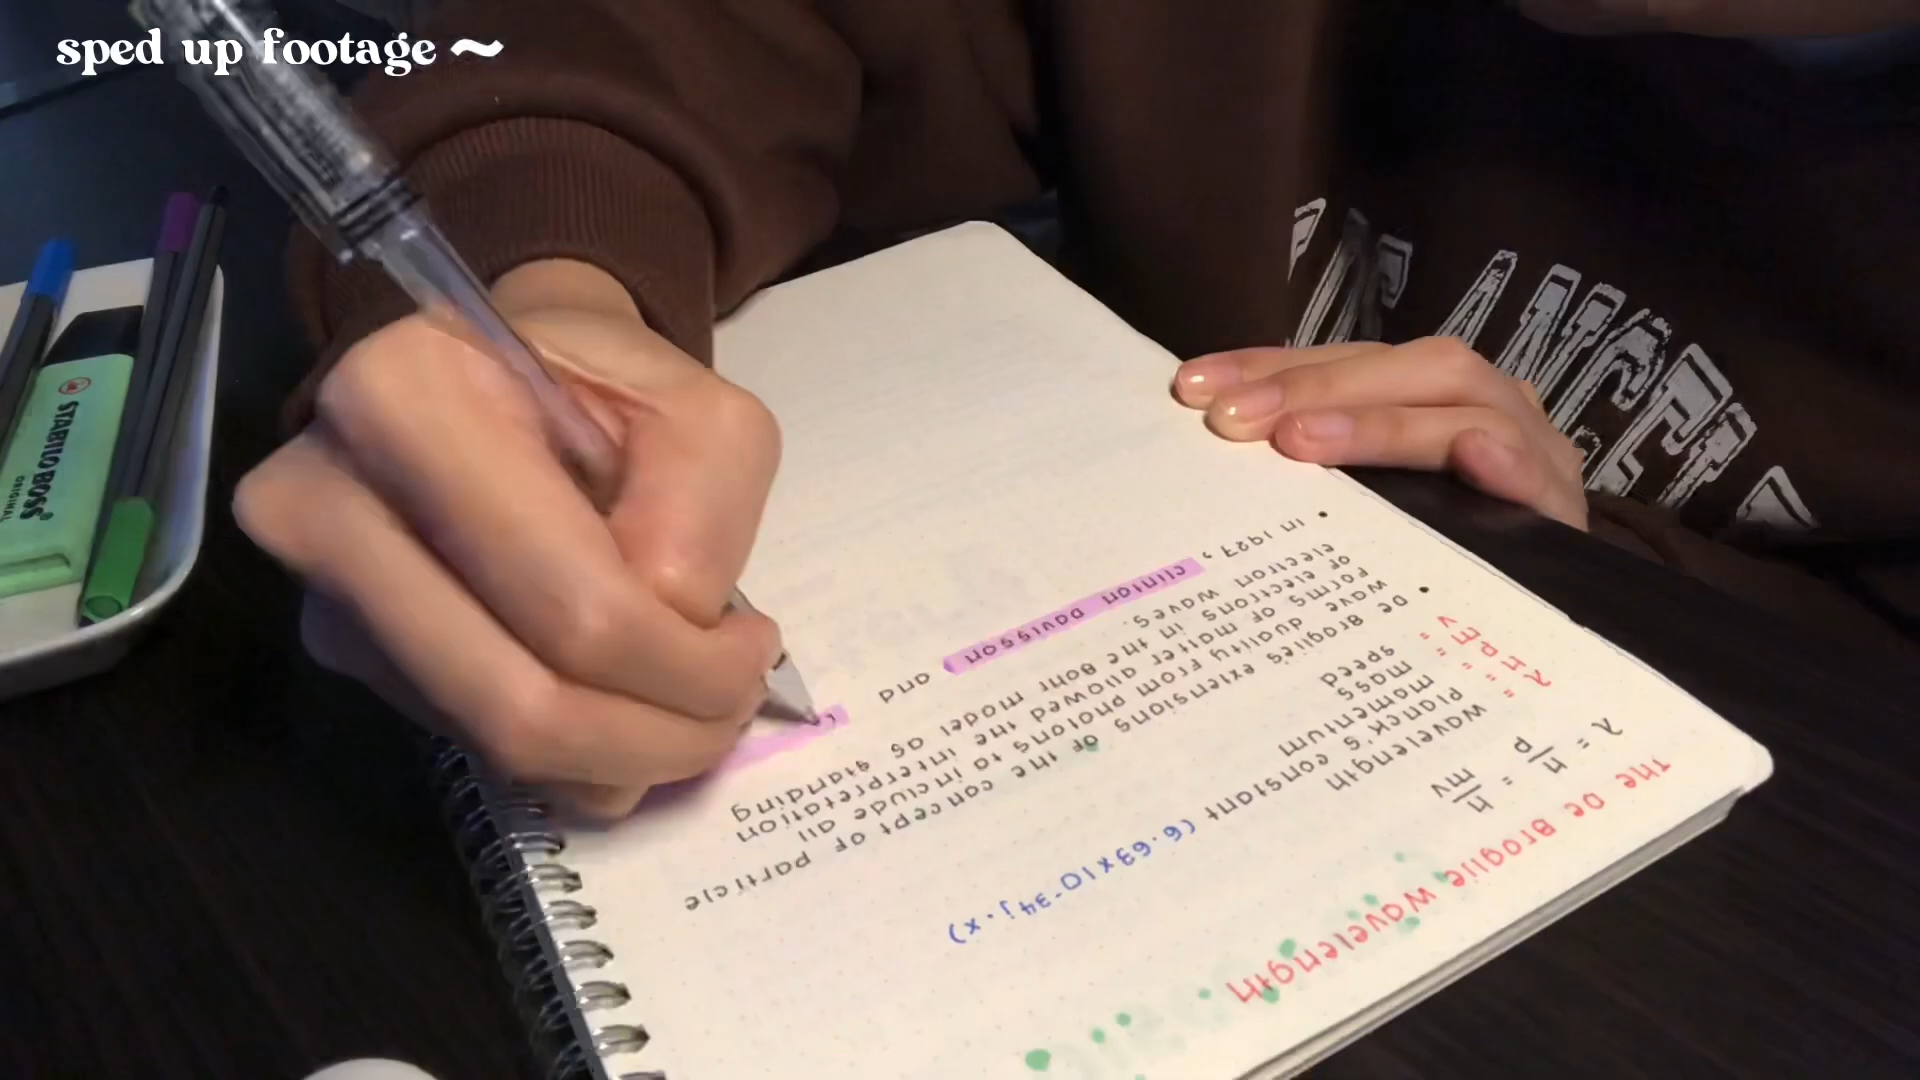 sped up footage ~
STABILO BOSS®
ORIGINAL
The De Broglie Wavelength
λ = h/p = h/mv
λ = wavelength
h = Planck's constant (6.63x10⁻³⁴ j.x)
p = momentum
m = mass
v = speed
• De Broglies extensions of the concept of particle
wave duality from photons to include all
forms of matter allowed the interpretation
of electrons in the Bohr model as standing
electron waves.
• In 1927, Clinton Davisson and